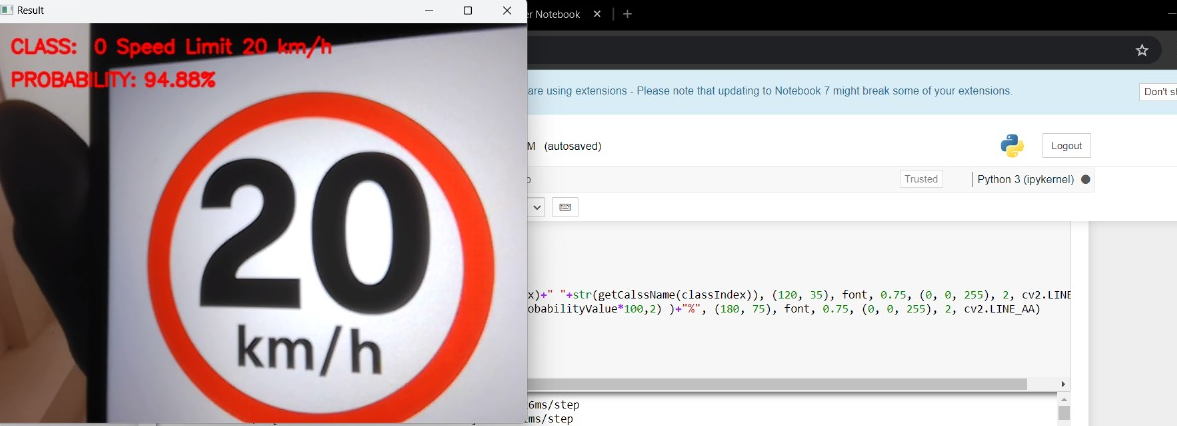 Result
CLASS: 0 Speed Limit 20 km/h
PROBABILITY: 94.88%
20
km/h
er Notebook
are using extensions - Please note that updating to Notebook 7 might break some of your extensions.
Don't s
M (autosaved)
Logout
Trusted
Python 3 (ipykernel)
x)+" "+str(getCalssName(classIndex)), (120, 35), font, 0.75, (0, 0, 255), 2, cv2.LINE
obabilityValue*100,2) )+"%", (180, 75), font, 0.75, (0, 0, 255), 2, cv2.LINE_AA)
6ms/step
ms/step